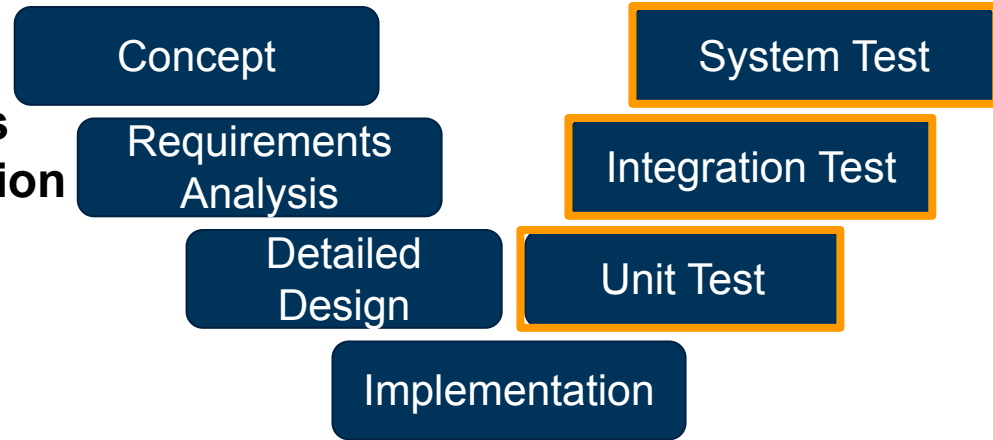 Concept
System Test
Requirements
Analysis
Integration Test
Detailed
Design
Unit Test
Implementation